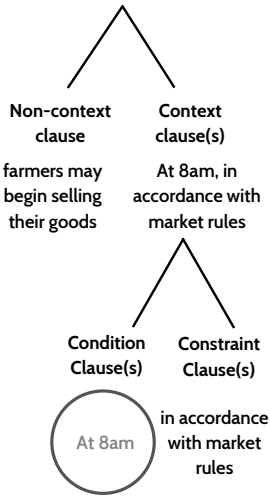 Non-context
clause
Context
clause(s)
farmers may
begin selling
their goods
At 8am, in
accordance with
market rules
Condition
Clause(s)
Constraint
Clause(s)
At 8am
in accordance
with market
rules